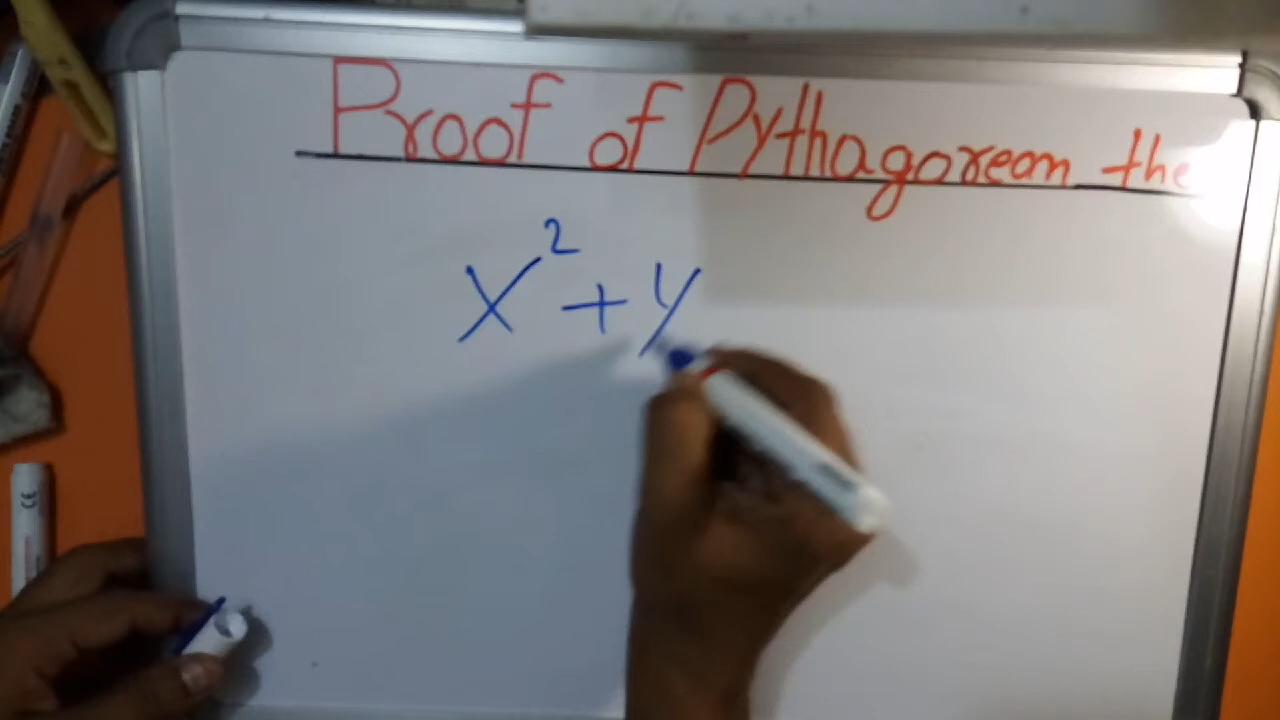 Proof of Pythagorean the
x² + y